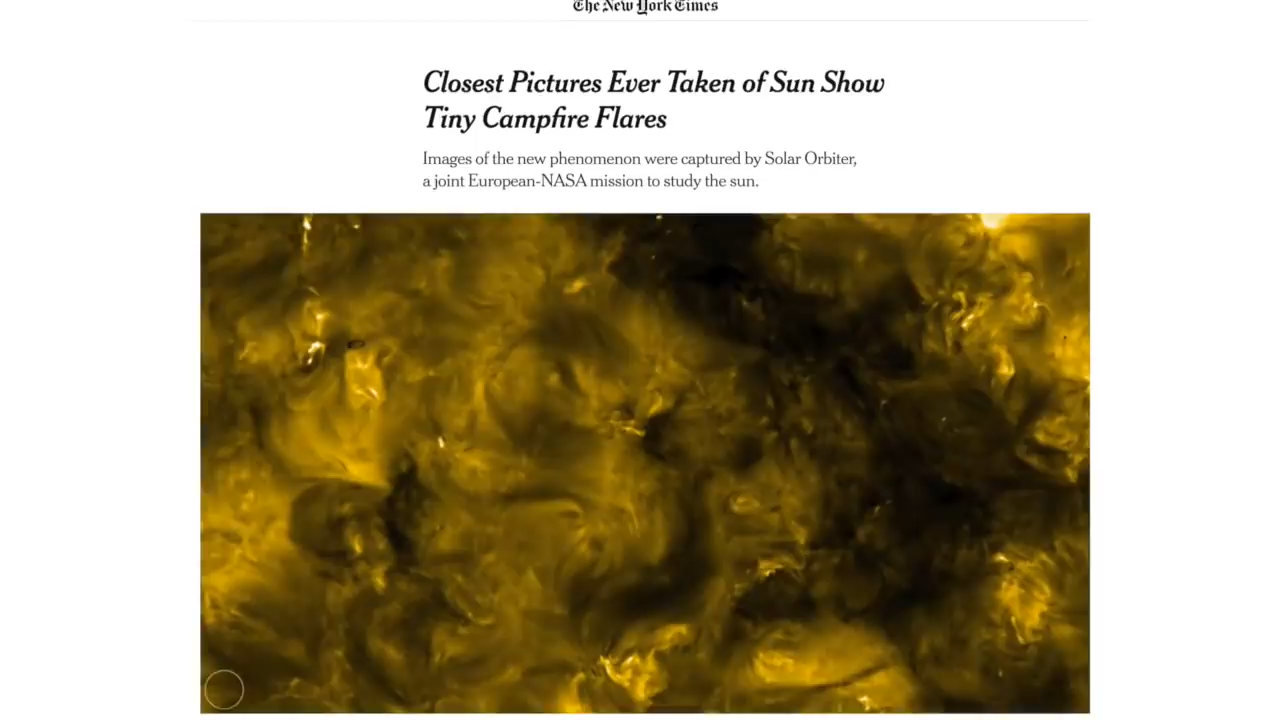 The New York Times
Closest Pictures Ever Taken of Sun Show
Tiny Campfire Flares
Images of the new phenomenon were captured by Solar Orbiter,
a joint European-NASA mission to study the sun.